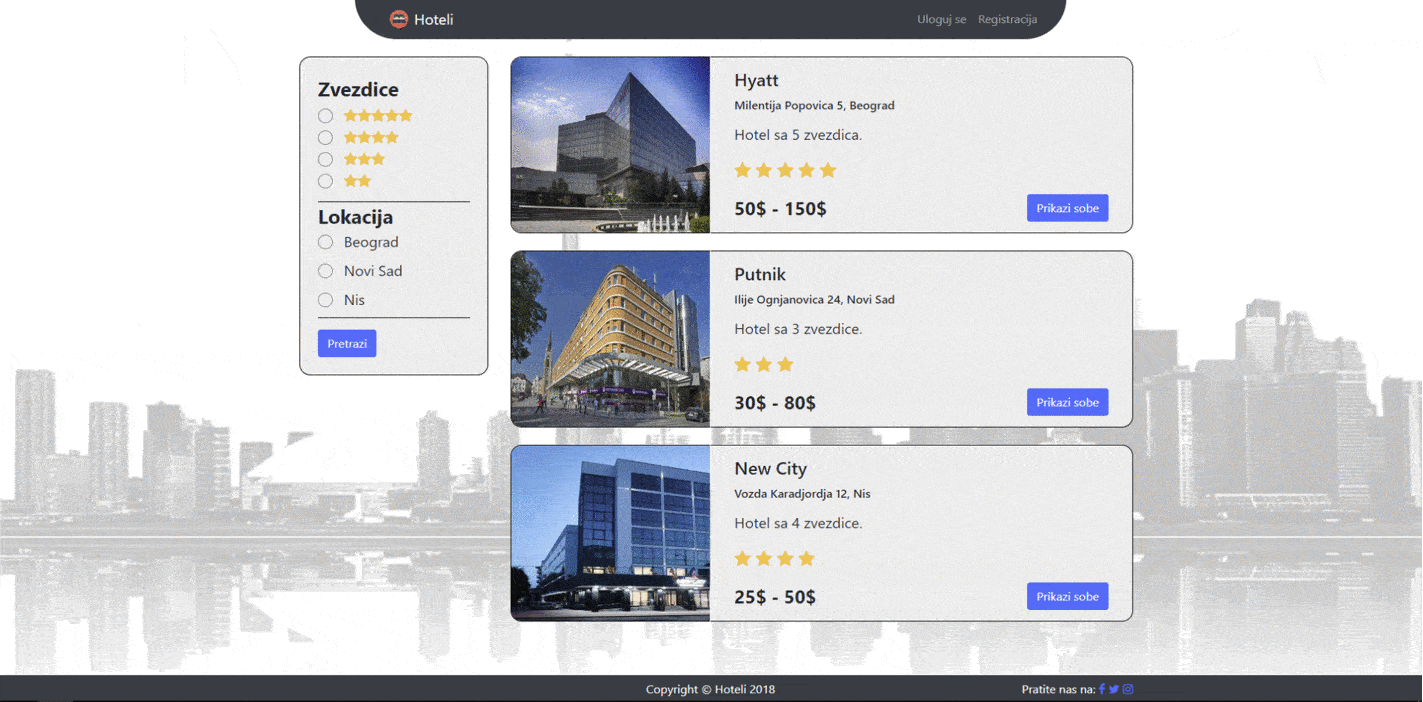 Hoteli
Uloguj se Registracija
Zvezdice
Lokacija
Beograd
Novi Sad
Nis
Pretrazi
Hyatt
Milentija Popovica 5, Beograd
Hotel sa 5 zvezdica.
50$ - 150$
Prikazi sobe
Putnik
Ilije Ognjanovica 24, Novi Sad
Hotel sa 3 zvezdice.
30$ - 80$
Prikazi sobe
New City
Vozda Karadjordja 12, Nis
Hotel sa 4 zvezdice.
25$ - 50$
Prikazi sobe
Copyright © Hoteli 2018
Pratite nas na: